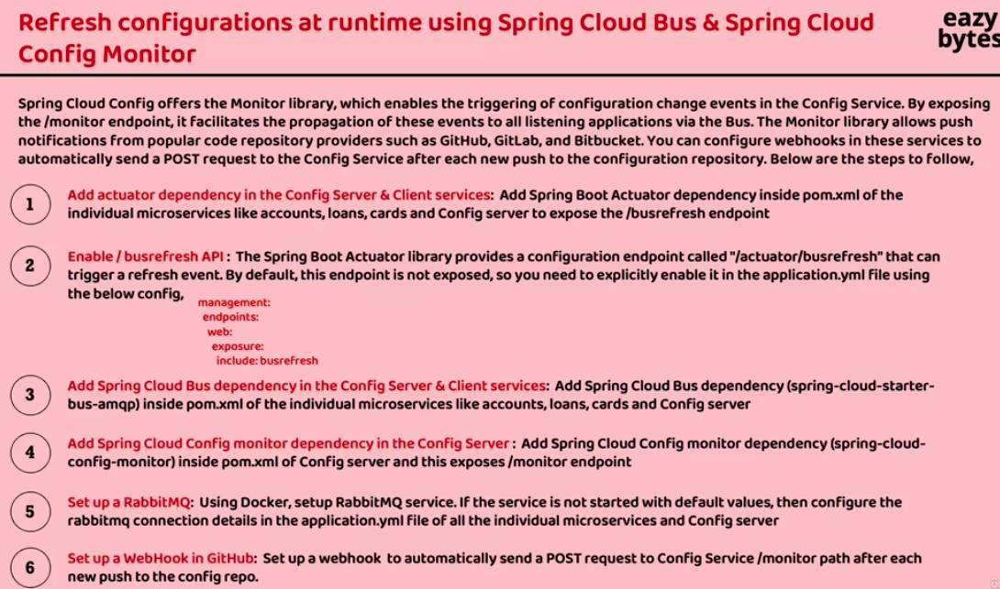 Refresh configurations at runtime using Spring Cloud Bus & Spring Cloud
Config Monitor
eazy
bytes
Spring Cloud Config offers the Monitor library, which enables the triggering of configuration change events in the Config Service. By exposing
the /monitor endpoint, it facilitates the propagation of these events to all listening applications via the Bus. The Monitor library allows push
notifications from popular code repository providers such as GitHub, GitLab, and Bitbucket. You can configure webhooks in these services to
automatically send a POST request to the Config Service after each new push to the configuration repository. Below are the steps to follow,
1
Add actuator dependency in the Config Server & Client services: Add Spring Boot Actuator dependency inside pom.xml of the
individual microservices like accounts, loans, cards and Config server to expose the /busrefresh endpoint
2
Enable / busrefresh API : The Spring Boot Actuator library provides a configuration endpoint called "/actuator/busrefresh" that can
trigger a refresh event. By default, this endpoint is not exposed, so you need to explicitly enable it in the application.yml file using
the below config,
management:
endpoints:
web:
exposure:
include: busrefresh
3
Add Spring Cloud Bus dependency in the Config Server & Client services: Add Spring Cloud Bus dependency (spring-cloud-starter-
bus-amqp) inside pom.xml of the individual microservices like accounts, loans, cards and Config server
4
Add Spring Cloud Config monitor dependency in the Config Server : Add Spring Cloud Config monitor dependency (spring-cloud-
config-monitor) inside pom.xml of Config server and this exposes /monitor endpoint
5
Set up a RabbitMQ: Using Docker, setup RabbitMQ service. If the service is not started with default values, then configure the
rabbitmq connection details in the application.yml file of all the individual microservices and Config server
6
Set up a WebHook in GitHub: Set up a webhook to automatically send a POST request to Config Service /monitor path after each
new push to the config repo.